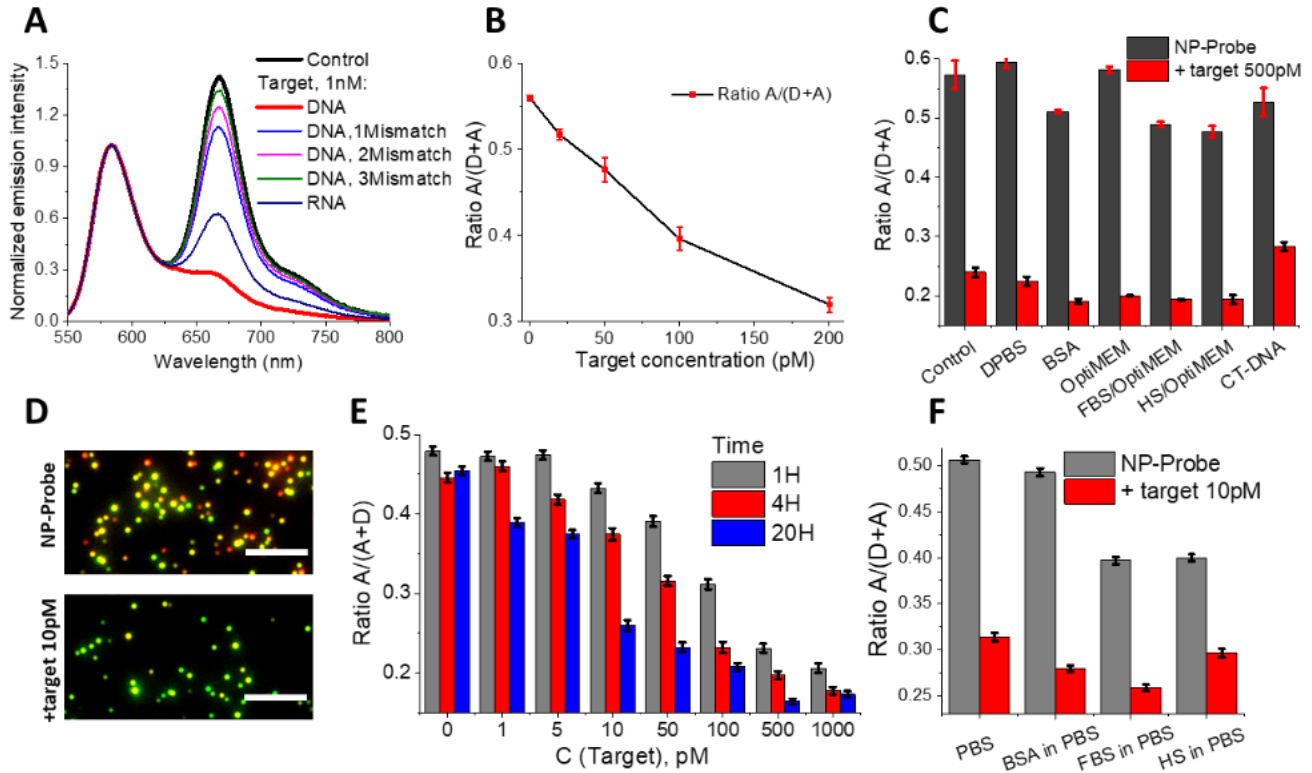 A
Normalized emission intensity
1.5
1.2
0.9
0.6
0.3
0.0
550 600 650 700 750 800
Wavelength (nm)
Control
Target, 1nM:
DNA
DNA,1Mismatch
DNA, 2Mismatch
DNA, 3Mismatch
RNA
B
Ratio A/(D+A)
0.6
0.5
0.4
0.3
0 50 100 150 200
Target concentration (pM)
Ratio A/(D+A)
C
Ratio A/(D+A)
0.6
0.5
0.3
0.2
NP-Probe
+ target 500pM
Control
DPBS
BSA
OptiMEM
FBS/OptiMEM
HS/OptiMEM
CT-DNA
D
NP-Probe
+target 10pM
E
Ratio A/(A+D)
0.5
0.4
0.3
0.2
0 1 5 10 50 100 500 1000
C (Target), pM
Time
1H
4H
20H
F
Ratio A/(D+A)
0.50
0.45
0.40
0.35
0.30
0.25
NP-Probe
+ target 10pM
PBS
BSA in PBS
FBS in PBS
HS in PBS